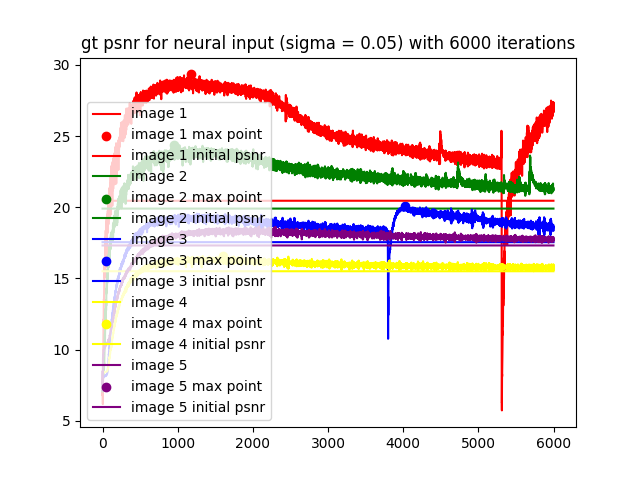 gt psnr for neural input (sigma = 0.05) with 6000 iterations
30
25
20
15
10
5
image 1
image 1 max point
image 1 initial psnr
image 2
image 2 max point
image 2 initial psnr
image 3
image 3 max point
image 3 initial psnr
image 4
image 4 max point
image 4 initial psnr
image 5
image 5 max point
image 5 initial psnr
0 1000 2000 3000 4000 5000 6000